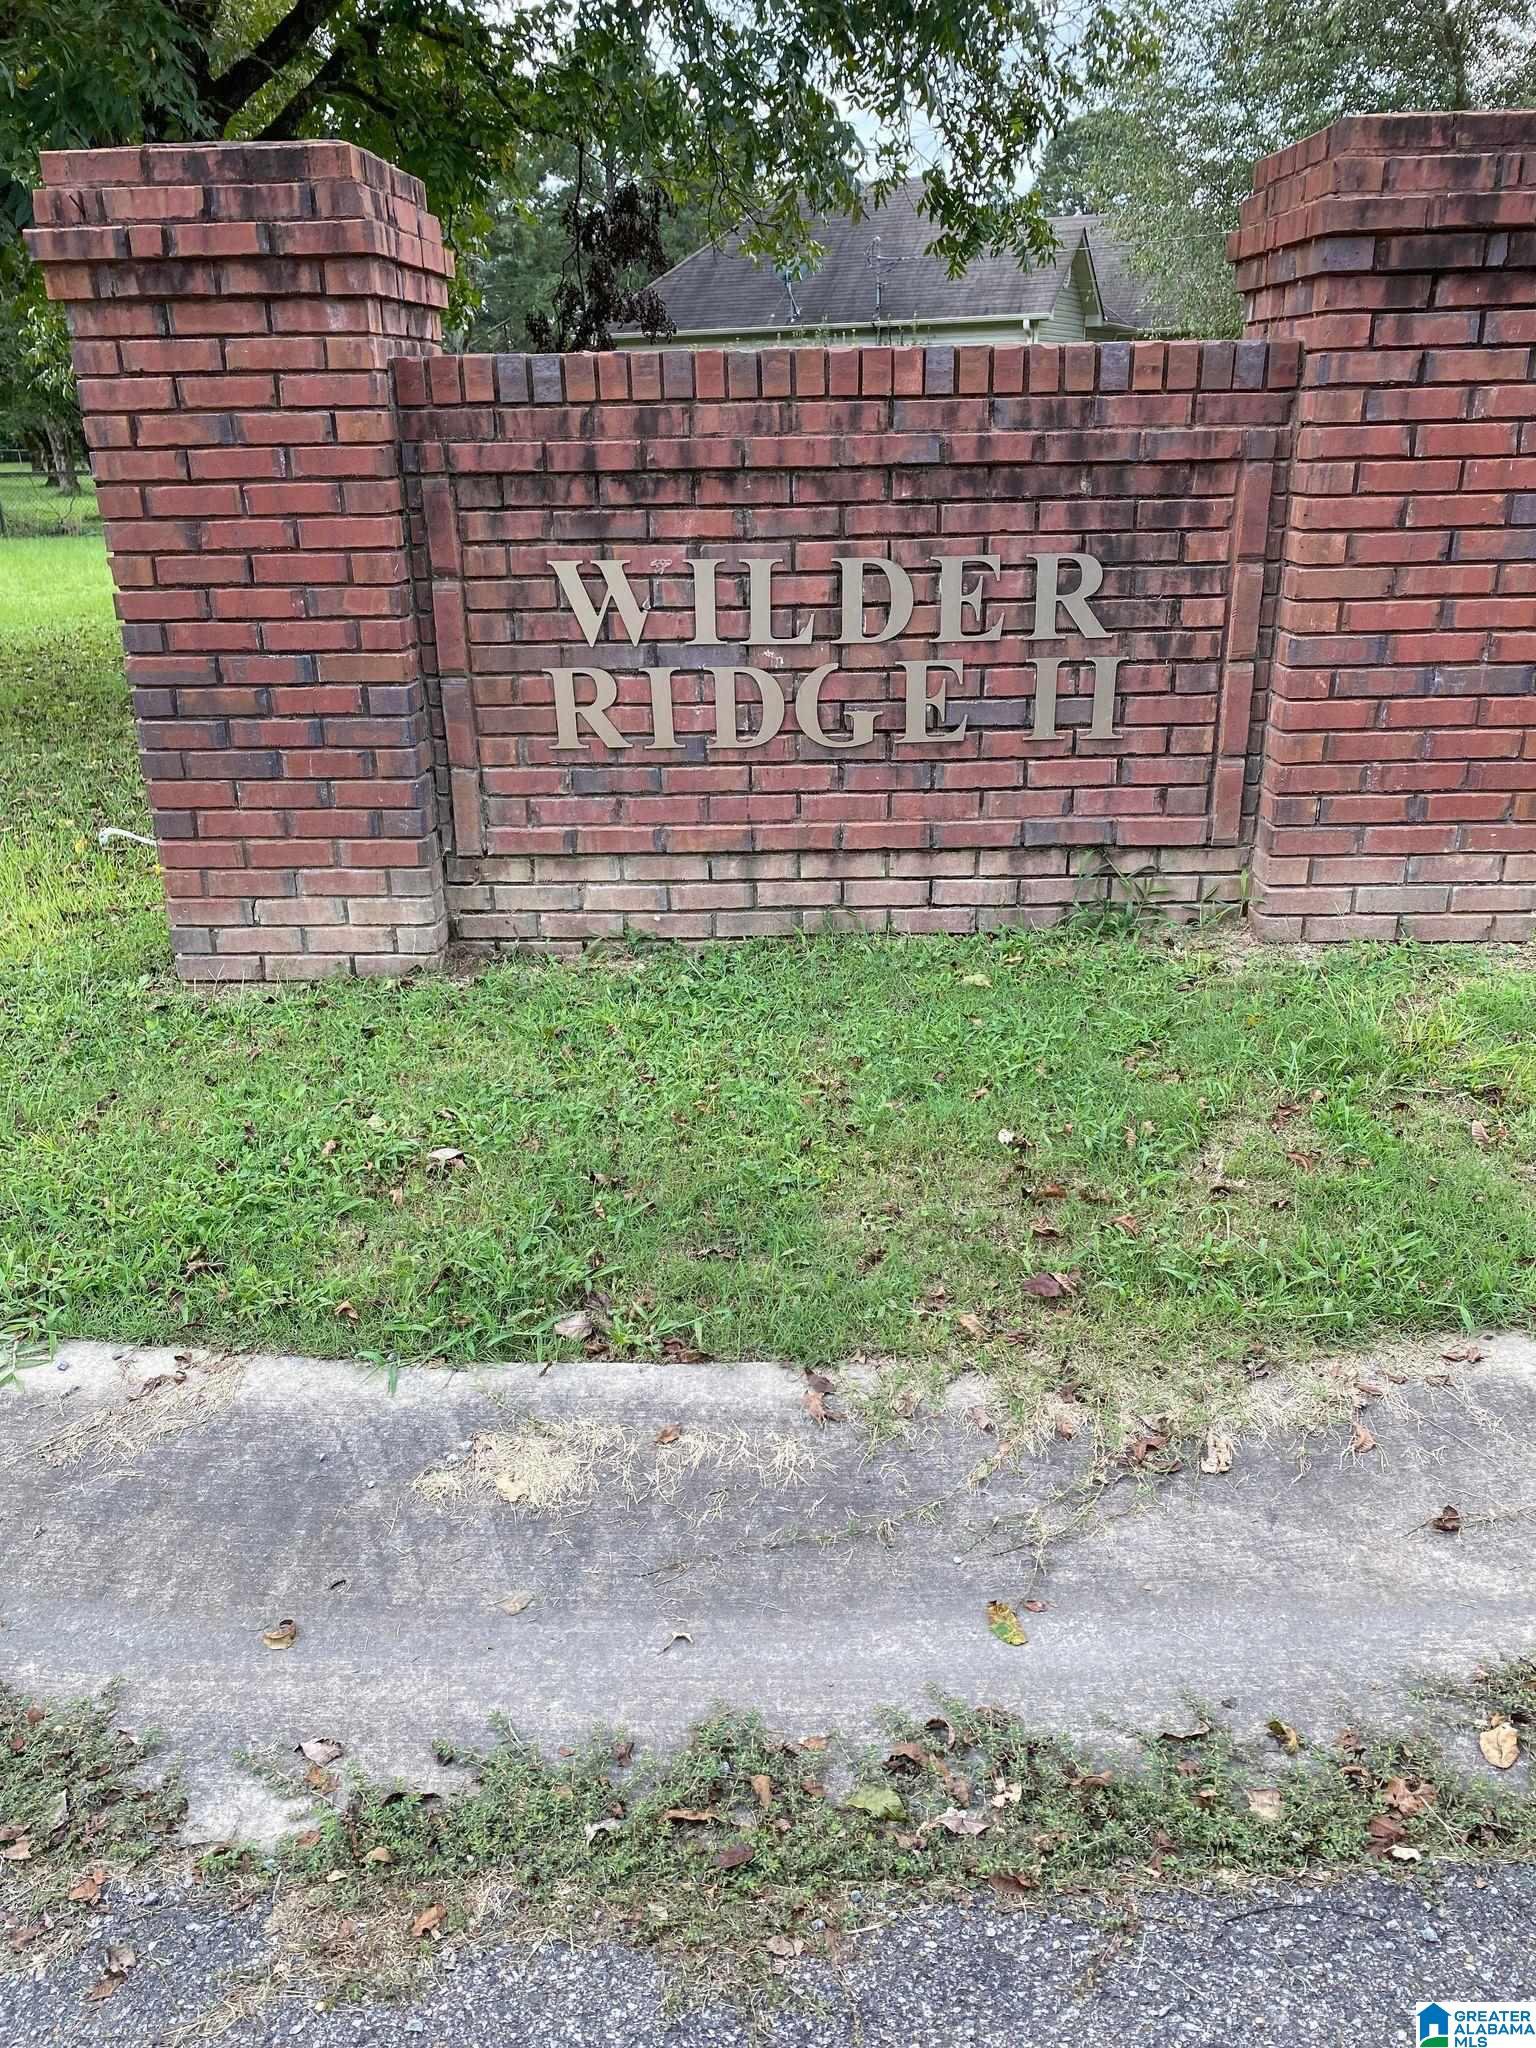 WILDER
RIDGE II
GREATER
ALABAMA
MLS